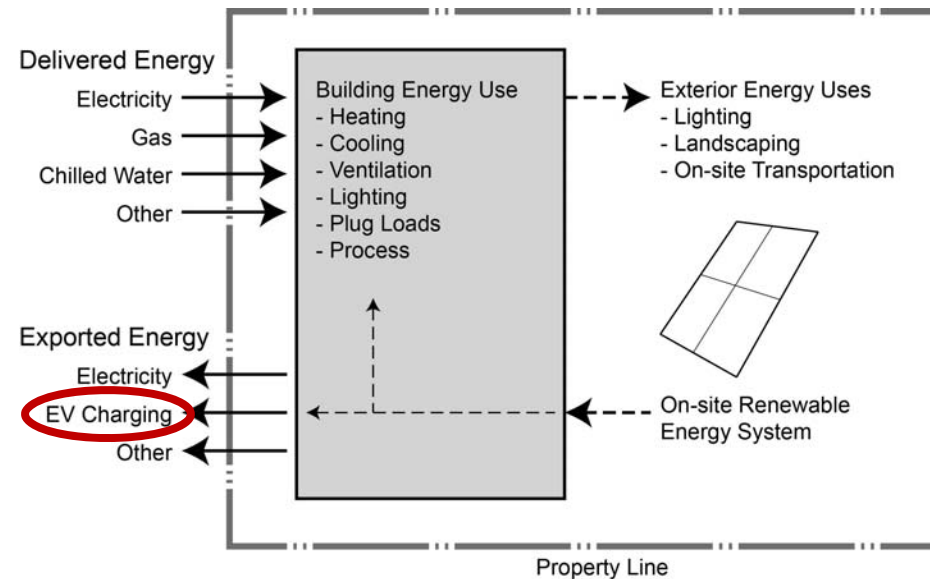 Delivered Energy
Electricity
Gas
Chilled Water
Other
Building Energy Use
- Heating
- Cooling
- Ventilation
- Lighting
- Plug Loads
- Process
Exterior Energy Uses
- Lighting
- Landscaping
- On-site Transportation
Exported Energy
Electricity
EV Charging
Other
On-site Renewable
Energy System
Property Line